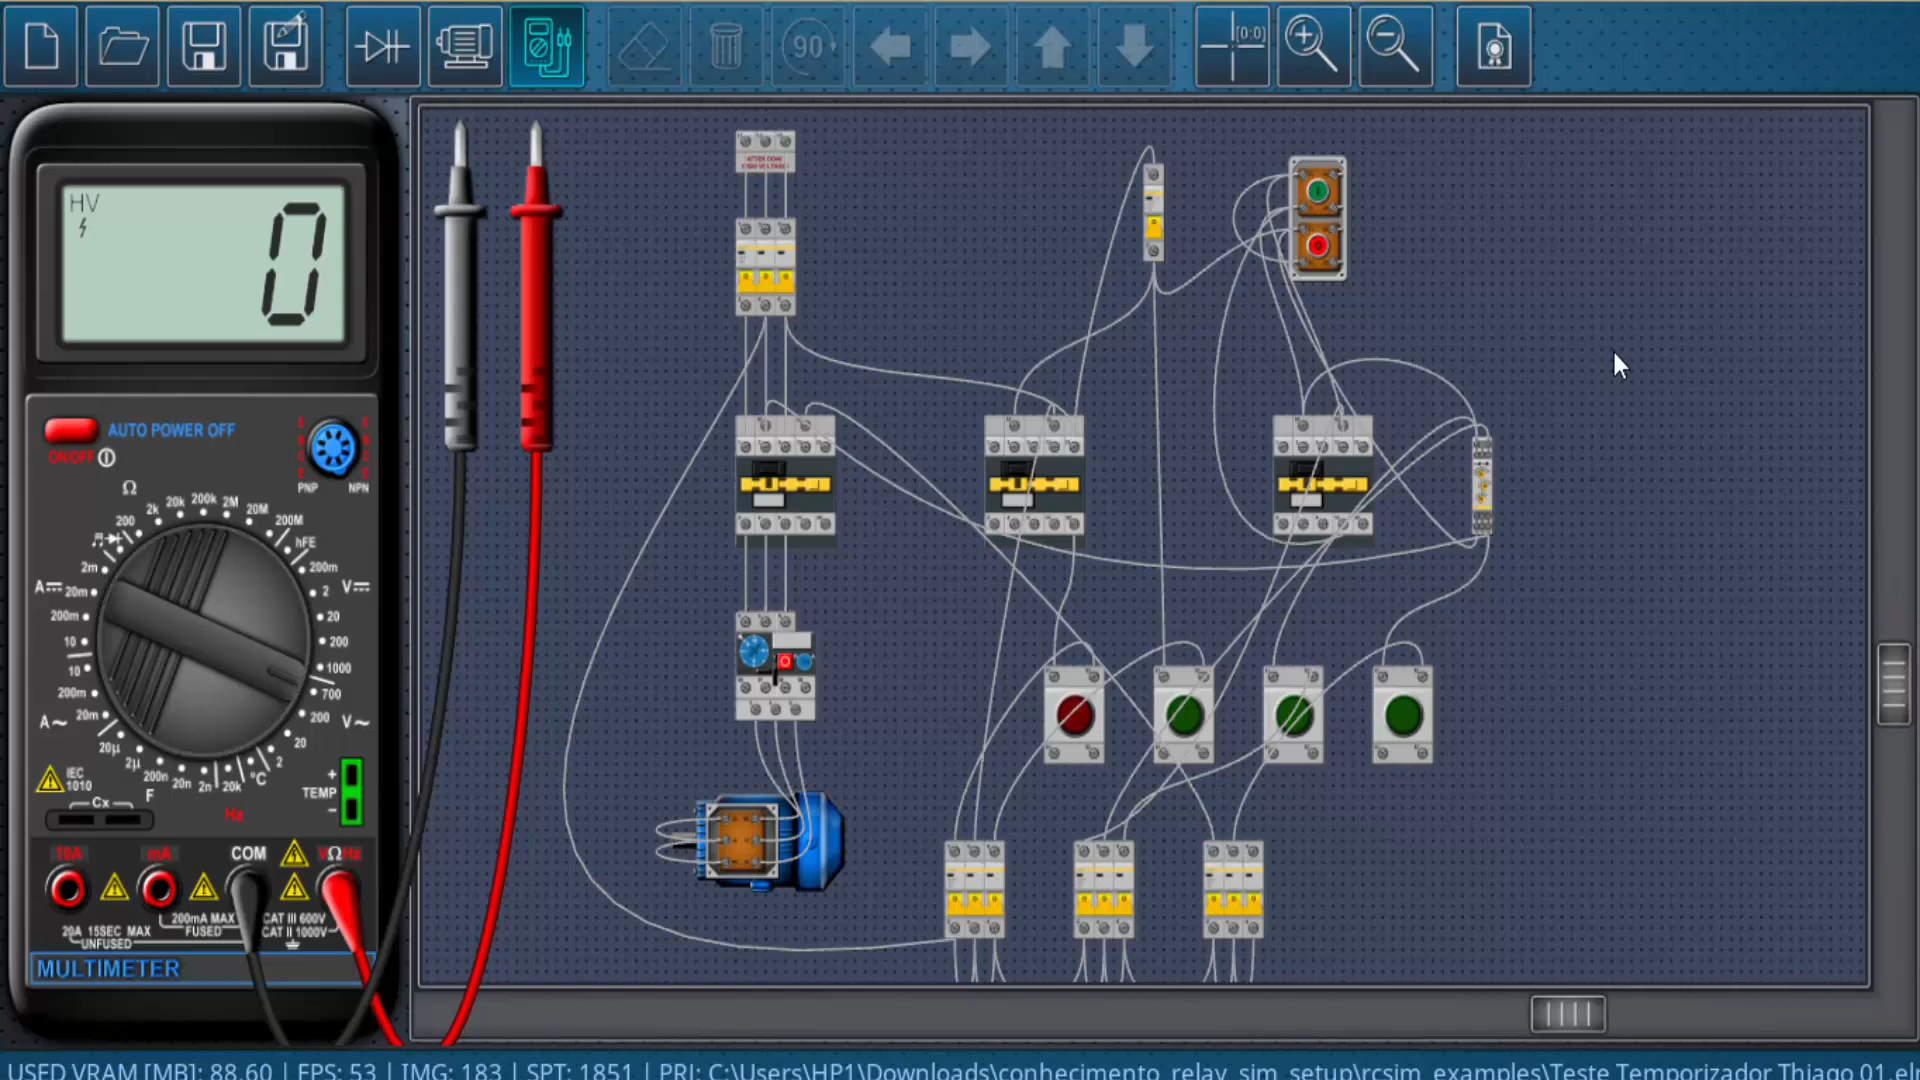 90
[0:0]
HV
0
AUTO POWER OFF
ON/OFF
PNP
NPN
Ω
2k
20k
200k
2M
20M
200M
hFE
200
2m
A
20m
200m
10
10
200m
A~
20m
20µ
2µ
200n
F
20n
2n
20k
°C
2
20
200
V~
700
1000
200
20
2
V
200m
IEC
1010
Cx
Hz
TEMP
+
-
10A
mA
COM
VΩHz
200mA MAX
FUSED
CAT III 600V
CAT II 1000V
20A 15SEC MAX
UNFUSED
MULTIMETER
USED VRAM [MB]: 88.60 | FPS: 53 | IMG: 183 | SPT: 1851 | PRJ: C:\Users\HP1\Downloads\conhecimento_relay_sim_setup\rcsim_examples\Teste Temporizador Thiago 01.